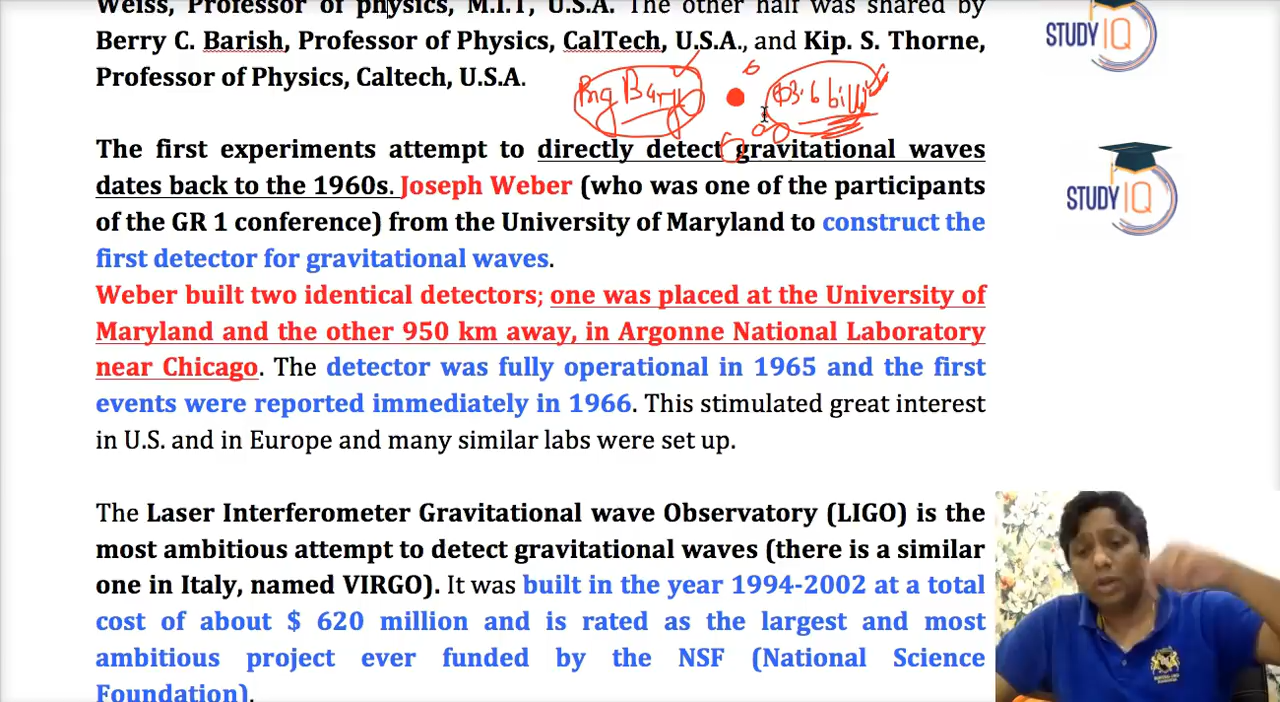 Weiss, Professor of physics, M.I.T, U.S.A. The other half was shared by
Berry C. Barish, Professor of Physics, CalTech, U.S.A., and Kip. S. Thorne,
Professor of Physics, Caltech, U.S.A.
The first experiments attempt to directly detect gravitational waves
dates back to the 1960s. Joseph Weber (who was one of the participants
of the GR 1 conference) from the University of Maryland to construct the
first detector for gravitational waves.
Weber built two identical detectors; one was placed at the University of
Maryland and the other 950 km away, in Argonne National Laboratory
near Chicago. The detector was fully operational in 1965 and the first
events were reported immediately in 1966. This stimulated great interest
in U.S. and in Europe and many similar labs were set up.
The Laser Interferometer Gravitational wave Observatory (LIGO) is the
most ambitious attempt to detect gravitational waves (there is a similar
one in Italy, named VIRGO). It was built in the year 1994-2002 at a total
cost of about $ 620 million and is rated as the largest and most
ambitious project ever funded by the NSF (National Science
Foundation).
STUDY IQ
STUDY IQ